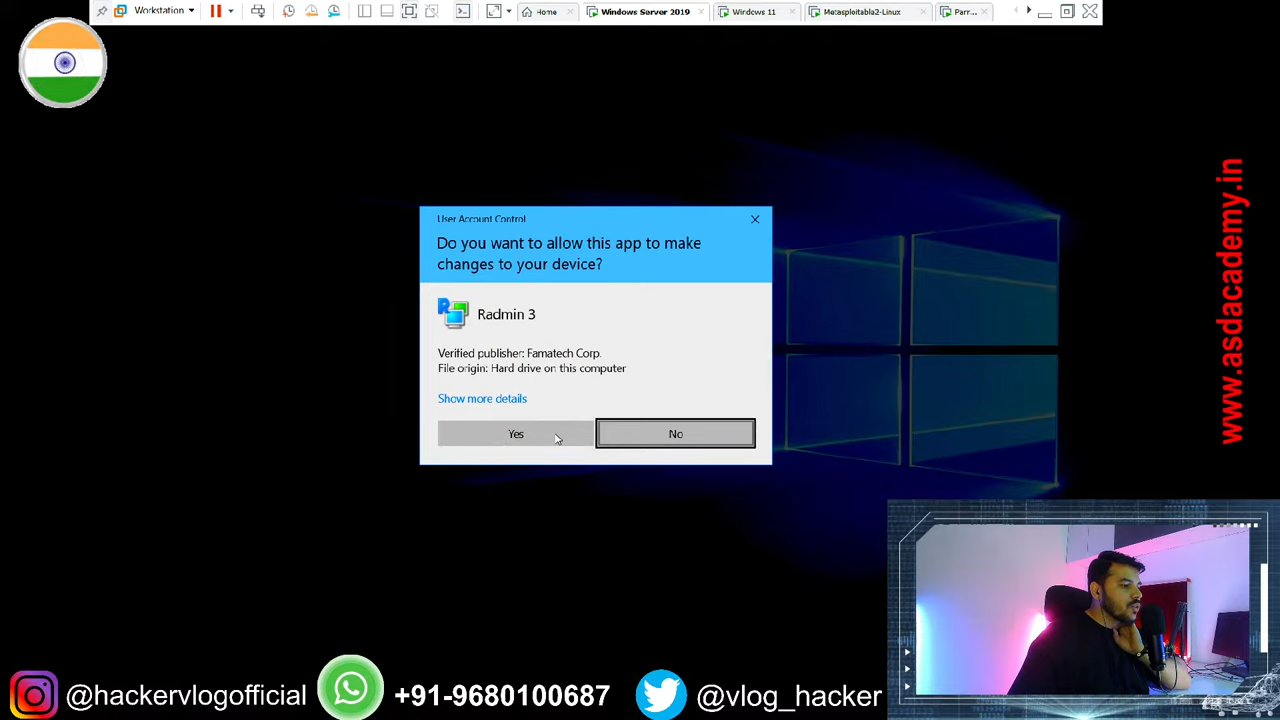 Workstation
Home
Windows Server 2019
Windows 11
Metasploitable2-Linux
Parr...
User Account Control
Do you want to allow this app to make
changes to your device?
Radmin 3
Verified publisher: Famatech Corp.
File origin: Hard drive on this computer
Show more details
Yes
No
www.asdacademy.in
@hackervlogofficial
+91-9680100687
@vlog_hacker